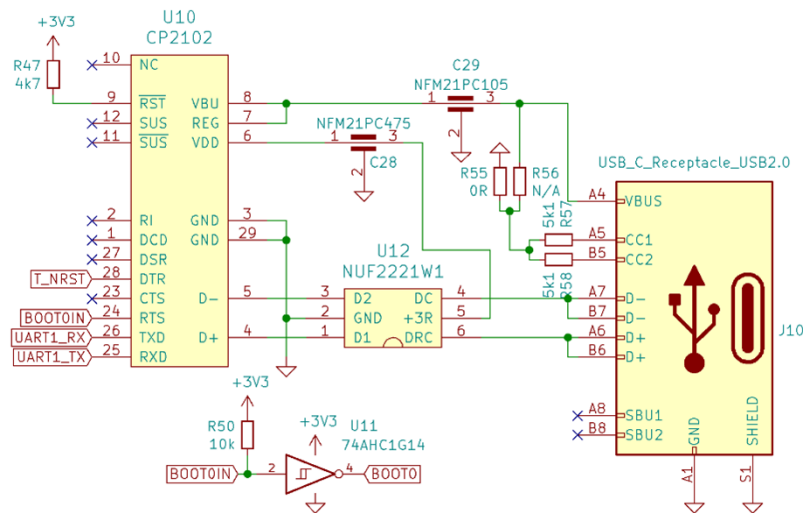 U10
CP2102
+3V3
R47
4k7
10 NC
9 RST VBU 8
12 SUS REG 7
11 SUS VDD 6
2 RI GND 3
1 DCD GND 29
27 DSR
T_NRST 28 DTR
23 CTS D- 5
BOOT0IN 24 RTS
UART1_RX 26 TXD D+ 4
UART1_TX 25 RXD
C29
NFM21PC105
1 3
2
NFM21PC475
1 3
2
C28
R55
0R
R56
N/A
5k1
R57
5k1
R58
U12
NUF2221W1
3 D2 DC 4
2 GND +3R 5
1 D1 DRC 6
USB_C_Receptacle_USB2.0
A4 VBUS
A5 CC1
B5 CC2
A7 D-
B7 D-
A6 D+
B6 D+
A8 SBU1
B8 SBU2
GND
SHIELD
A1
S1
J10
+3V3
R50
10k
+3V3
U11
74AHC1G14
BOOT0IN 2 4 BOOT0